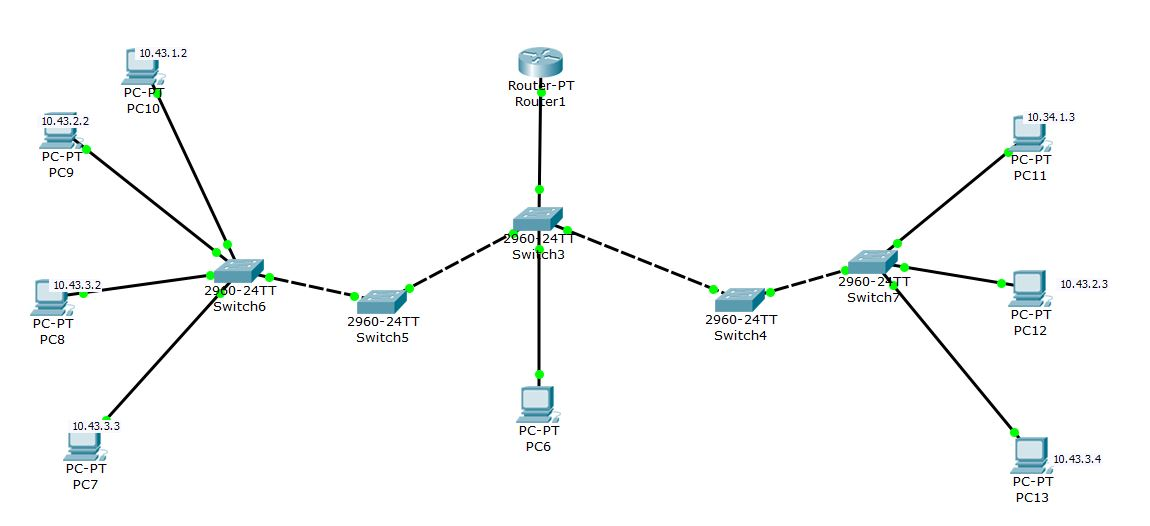 10.43.1.2
PC-PT
PC10
10.43.2.2
PC-PT
PC9
10.43.3.2
PC-PT
PC8
10.43.3.3
PC-PT
PC7
2960-24TT
Switch6
2960-24TT
Switch5
Router-PT
Router1
2960-24TT
Switch3
PC-PT
PC6
2960-24TT
Switch4
2960-24TT
Switch7
10.34.1.3
PC-PT
PC11
10.43.2.3
PC-PT
PC12
10.43.3.4
PC-PT
PC13